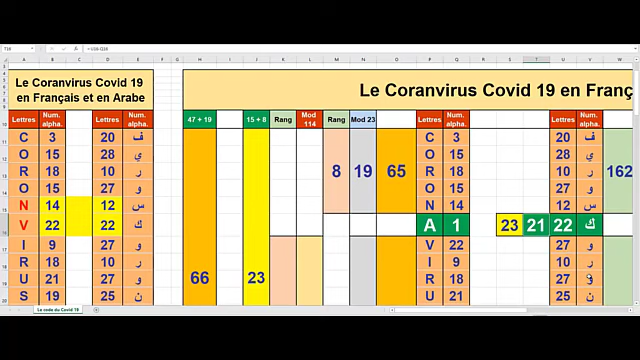 Le Coranvirus Covid 19
en Français et en Arabe
Le Coranvirus Covid 19 en Franç
Lettres Num. alpha. Lettres Num. alpha. 47 + 19 15 + 8 Rang Mod 114 Rang Mod 23 Lettres Num. alpha. Lettres Num. alpha.
C 3 20 ف C 3 20 ف
O 15 28 ي O 15 28 ي
R 18 10 ر 8 19 65 R 18 10 ر 162
O 15 27 و O 15 27 و
N 14 12 س N 14 12 س
V 22 22 ك A 1 23 21 22 ك
I 9 27 و V 22 27 و
R 18 10 ر 66 23 I 9 10 ر
U 21 27 و R 18 27 و
S 19 25 ن U 21 25 ن
Le code du Covid 19